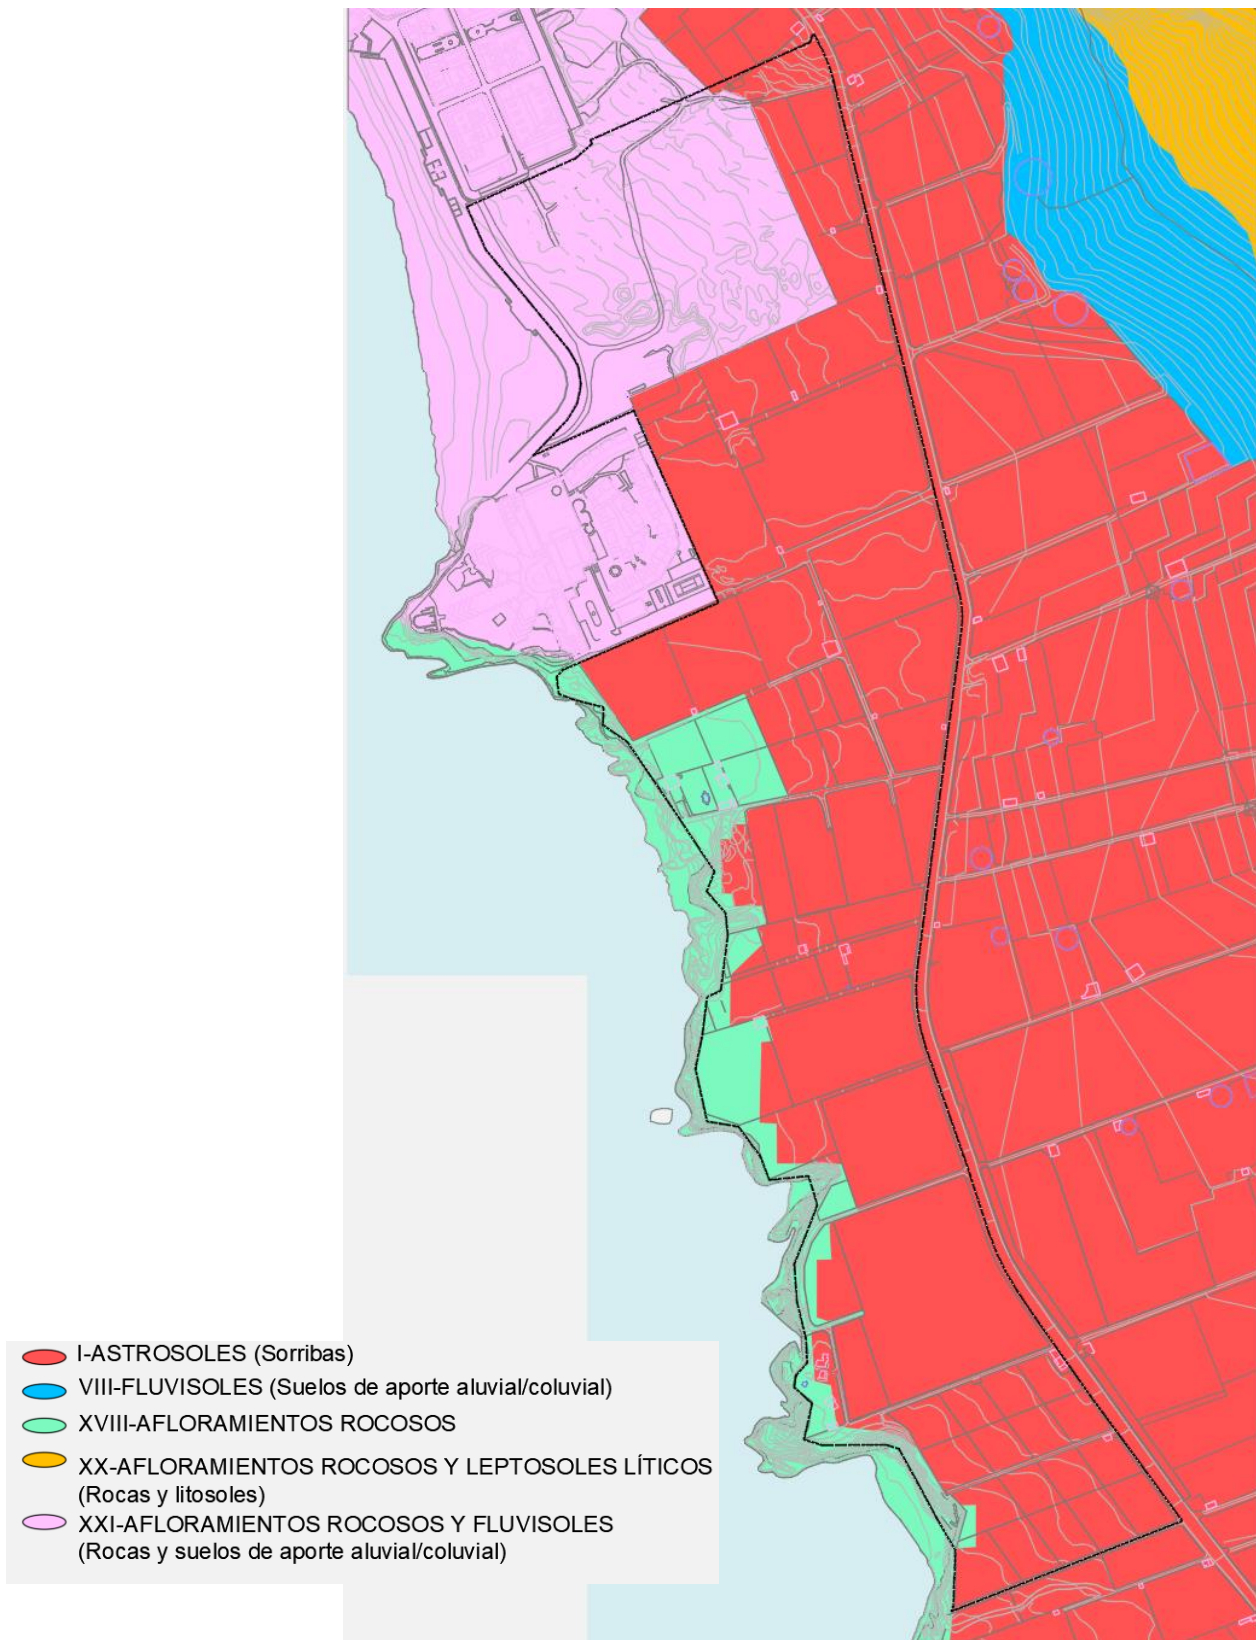 I-ASTROSOLES (Sorribas)
VIII-FLUVISOLES (Suelos de aporte aluvial/coluvial)
XVIII-AFLORAMIENTOS ROCOSOS
XX-AFLORAMIENTOS ROCOSOS Y LEPTOSOLES LÍTICOS
(Rocas y litosoles)
XXI-AFLORAMIENTOS ROCOSOS Y FLUVISOLES
(Rocas y suelos de aporte aluvial/coluvial)